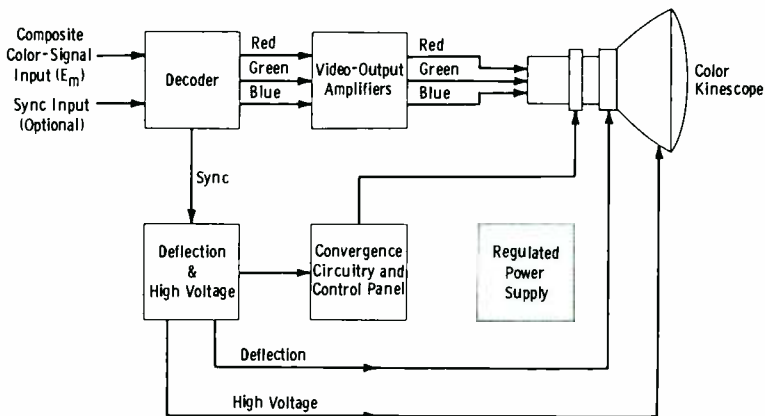 Composite
Color-Signal
Input (Em)
Sync Input
(Optional)
Decoder
Red
Green
Blue
Video-Output
Amplifiers
Red
Green
Blue
Color
Kinescope
Sync
Deflection
&
High Voltage
Convergence
Circuitry and
Control Panel
Regulated
Power
Supply
Deflection
High Voltage